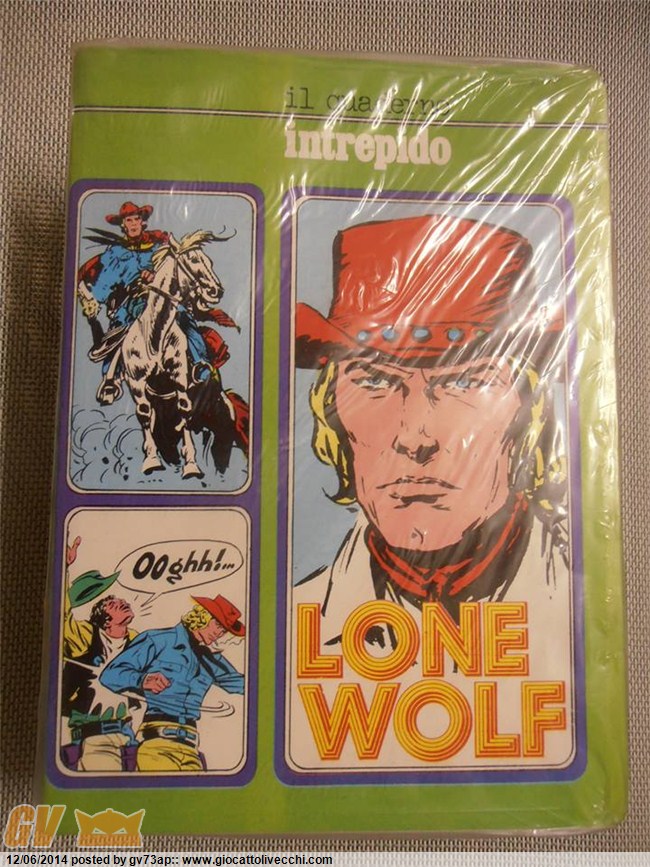 il quaderno
intrepido
OOghh!...
LONE
WOLF
GV
12/06/2014 posted by gv73ap:: www.giocattolivecchi.com